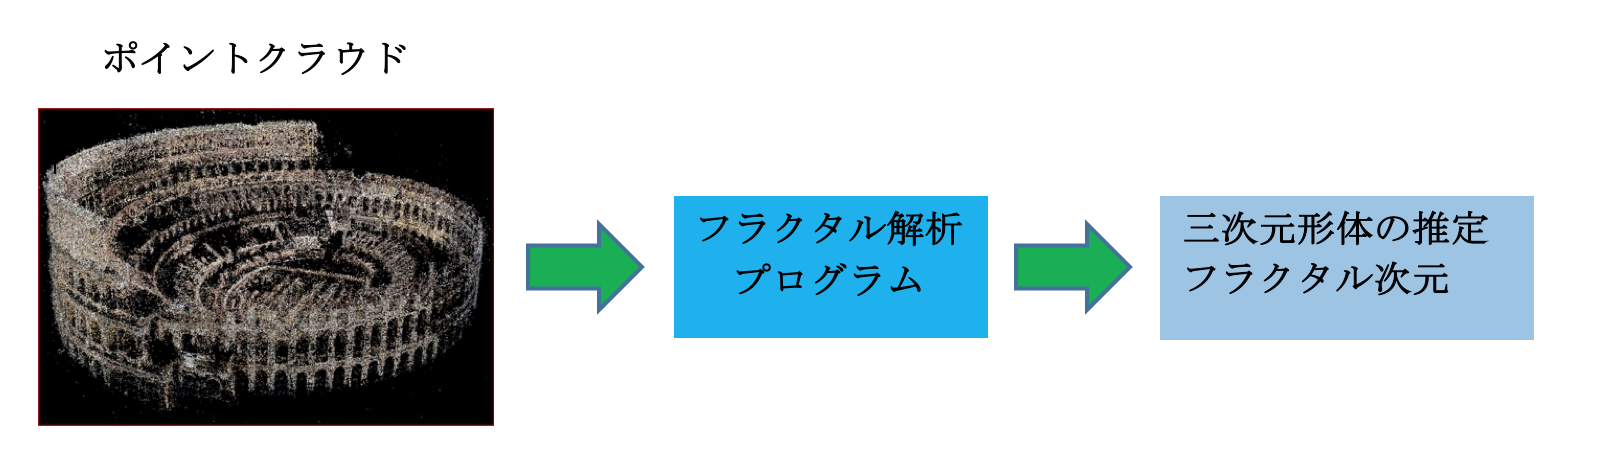 ポイントクラウド
フラクタル解析
プログラム
三次元形体の推定
フラクタル次元